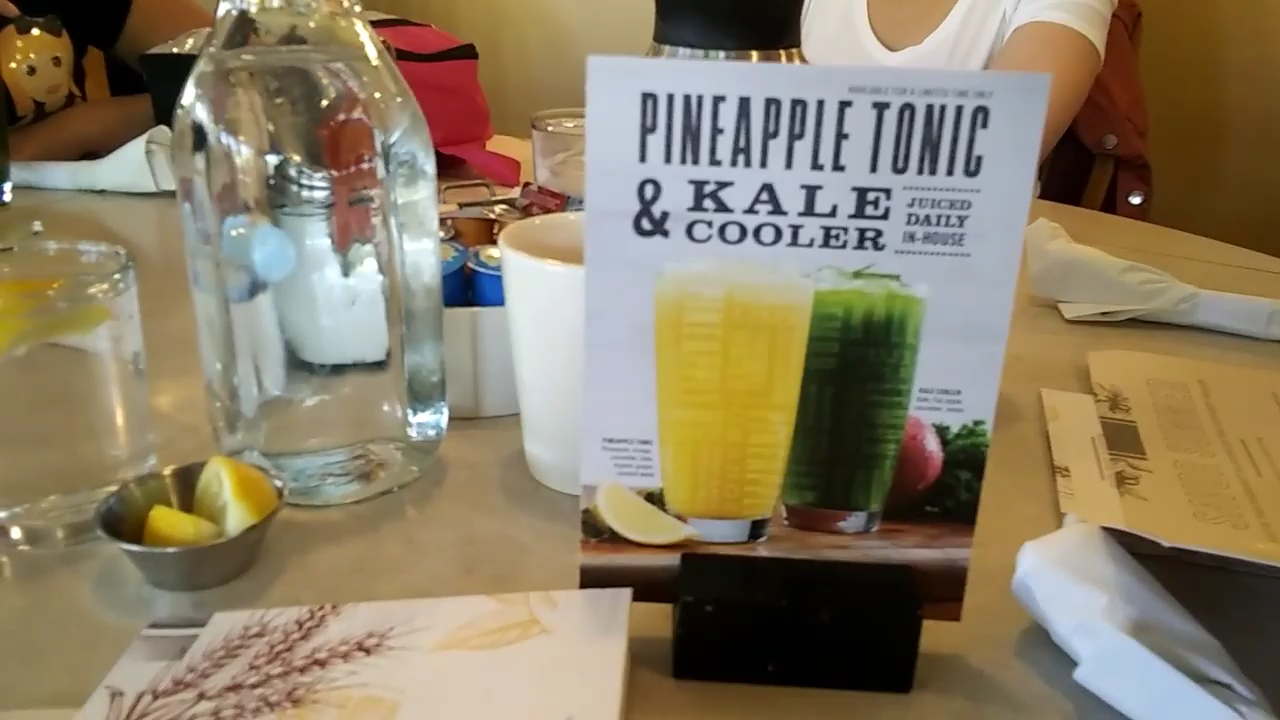 AVAILABLE FOR A LIMITED TIME ONLY
PINEAPPLE TONIC
& KALE
COOLER
JUICED
DAILY
IN-HOUSE
KALE COOLER
PINEAPPLE TONIC